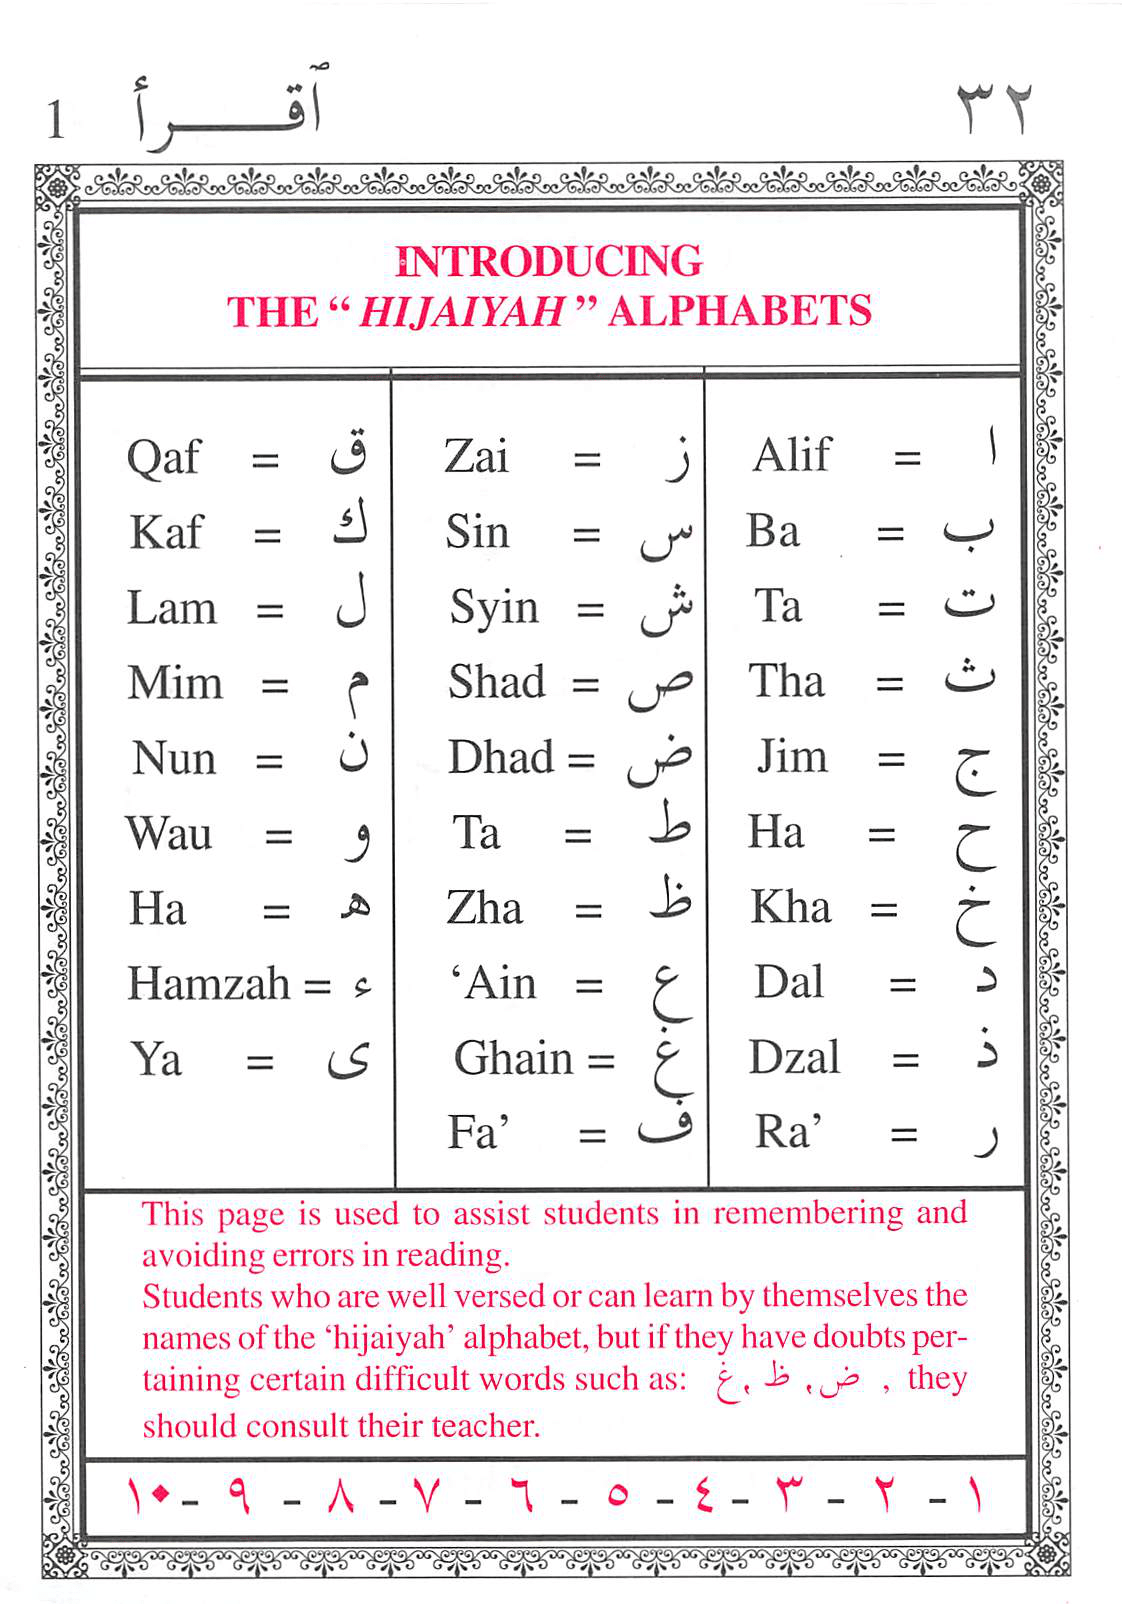 1 ٱقـــرأ ٣٢
INTRODUCING
THE “ HIJAIYAH ” ALPHABETS
Alif = ا
Ba = ب
Ta = ت
Tha = ث
Jim = ج
Ha = ح
Kha = خ
Dal = د
Dzal = ذ
Ra’ = ر
Zai = ز
Sin = س
Syin = ش
Shad = ص
Dhad = ض
Ta = ط
Zha = ظ
‘Ain = ع
Ghain = غ
Fa’ = ف
Qaf = ق
Kaf = ك
Lam = ل
Mim = م
Nun = ن
Wau = و
Ha = ه
Hamzah = ء
Ya = ى
This page is used to assist students in remembering and
avoiding errors in reading.
Students who are well versed or can learn by themselves the
names of the ‘hijaiyah’ alphabet, but if they have doubts per-
taining certain difficult words such as: ض، ظ، غ , they
should consult their teacher.
١ - ٢ - ٣ - ٤ - ٥ - ٦ - ٧ - ٨ - ٩ - ١٠